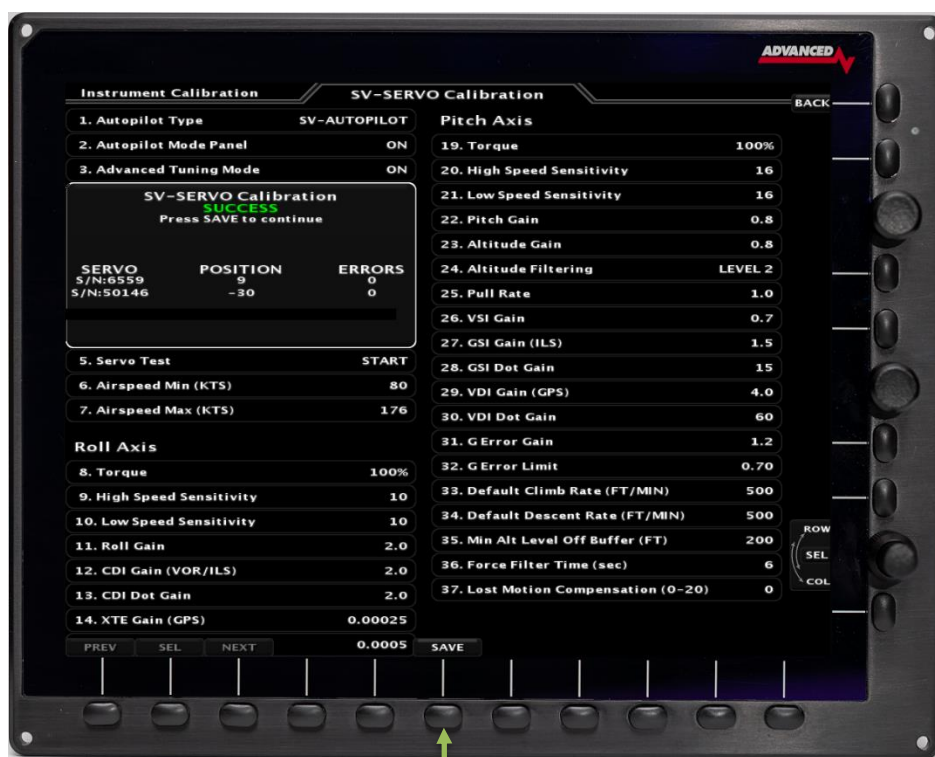 ADVANCED
Instrument Calibration
SV-SERVO Calibration
BACK
1. Autopilot Type SV-AUTOPILOT
2. Autopilot Mode Panel ON
3. Advanced Tuning Mode ON
SV-SERVO Calibration
SUCCESS
Press SAVE to continue
SERVO POSITION ERRORS
S/N:6559 9 0
S/N:50146 -30 0
5. Servo Test START
6. Airspeed Min (KTS) 80
7. Airspeed Max (KTS) 176
Roll Axis
8. Torque 100%
9. High Speed Sensitivity 10
10. Low Speed Sensitivity 10
11. Roll Gain 2.0
12. CDI Gain (VOR/ILS) 2.0
13. CDI Dot Gain 2.0
14. XTE Gain (GPS) 0.00025
0.0005
Pitch Axis
19. Torque 100%
20. High Speed Sensitivity 16
21. Low Speed Sensitivity 16
22. Pitch Gain 0.8
23. Altitude Gain 0.8
24. Altitude Filtering LEVEL 2
25. Pull Rate 1.0
26. VSI Gain 0.7
27. GSI Gain (ILS) 1.5
28. GSI Dot Gain 15
29. VDI Gain (GPS) 4.0
30. VDI Dot Gain 60
31. G Error Gain 1.2
32. G Error Limit 0.70
33. Default Climb Rate (FT/MIN) 500
34. Default Descent Rate (FT/MIN) 500
35. Min Alt Level Off Buffer (FT) 200
36. Force Filter Time (sec) 6
37. Lost Motion Compensation (0-20) 0
ROW
SEL
COL
PREV SEL NEXT SAVE